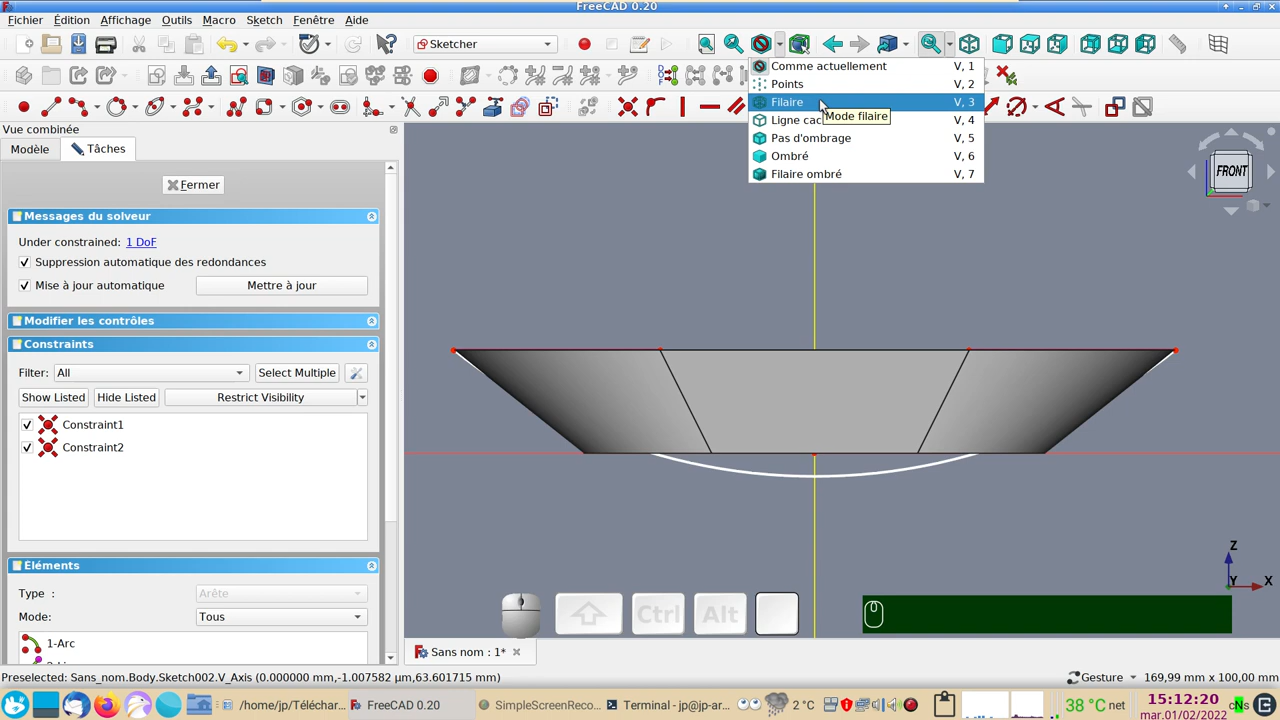 FreeCAD 0.20
Fichier Édition Affichage Outils Macro Sketch Fenêtre Aide
Sketcher
Comme actuellement V, 1
Points V, 2
Filaire V, 3
Ligne cac V, 4
Mode filaire
Pas d'ombrage V, 5
Ombré V, 6
Filaire ombré V, 7
Vue combinée
Modèle Tâches
Fermer
Messages du solveur
Under constrained: 1 DoF
Suppression automatique des redondances
Mise à jour automatique Mettre à jour
Modifier les contrôles
Constraints
Filter: All Select Multiple
Show Listed Hide Listed Restrict Visibility
Constraint1
Constraint2
Eléments
Type : Arête
Mode: Tous
1-Arc
FRONT
Z
Y X
Ctrl Alt
Sans nom : 1*
Preselected: Sans_nom.Body.Sketch002.V_Axis (0.000000 mm,-1.007582 µm,63.601715 mm) Gesture 169,99 mm x 100,00 mm
/home/jp/Téléchar... FreeCAD 0.20 SimpleScreenReco... Terminal - jp@jp-ar... 2 °C 38 °C net 15:12:20
mar.01/02/2022